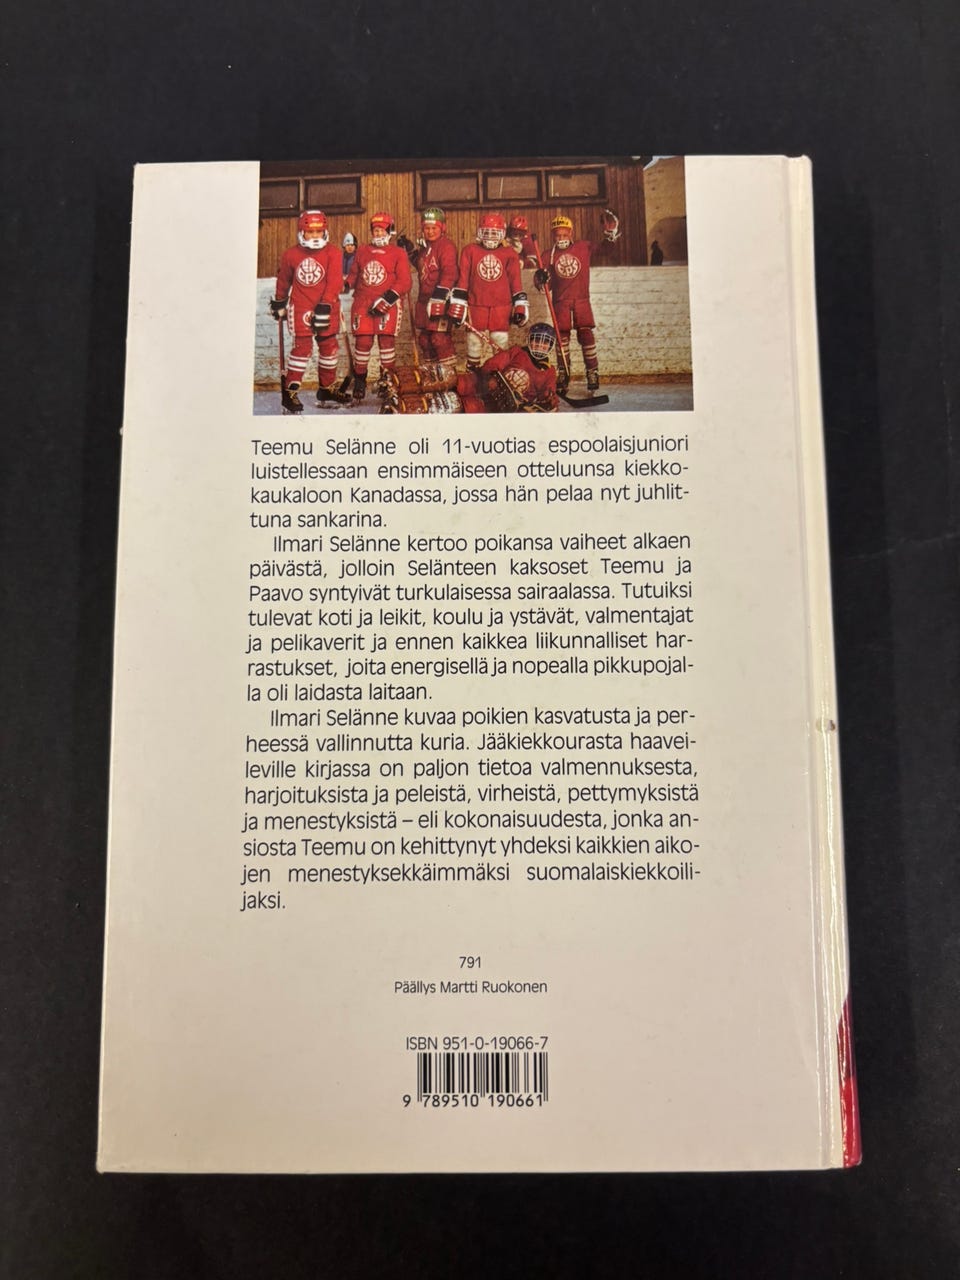 EPS
EPS
EPS
Teemu Selänne oli 11-vuotias espoolaisjuniori
luistellessaan ensimmäiseen otteluunsa kiekko-
kaukaloon Kanadassa, jossa hän pelaa nyt juhlit-
tuna sankarina.
Ilmari Selänne kertoo poikansa vaiheet alkaen
päivästä, jolloin Selänteen kaksoset Teemu ja
Paavo syntyivät turkulaisessa sairaalassa. Tutuiksi
tulevat koti ja leikit, koulu ja ystävät, valmentajat
ja pelikaverit ja ennen kaikkea liikunnalliset har-
rastukset, joita energisellä ja nopealla pikkupojal-
la oli laidasta laitaan.
Ilmari Selänne kuvaa poikien kasvatusta ja per-
heessä vallinnutta kuria. Jääkiekkourasta haavei-
leville kirjassa on paljon tietoa valmennuksesta,
harjoituksista ja peleistä, virheistä, pettymyksistä
ja menestyksistä – eli kokonaisuudesta, jonka an-
siosta Teemu on kehittynyt yhdeksi kaikkien aiko-
jen menestyksekkäimmäksi suomalaiskiekkoili-
jaksi.
791
Päällys Martti Ruokonen
ISBN 951-0-19066-7
9 789510 190661